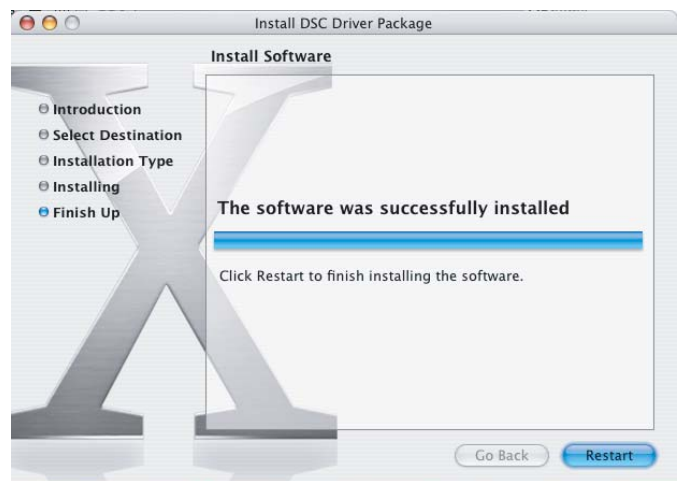 Install DSC Driver Package
Install Software
Introduction
Select Destination
Installation Type
Installing
Finish Up
The software was successfully installed
Click Restart to finish installing the software.
Go Back
Restart